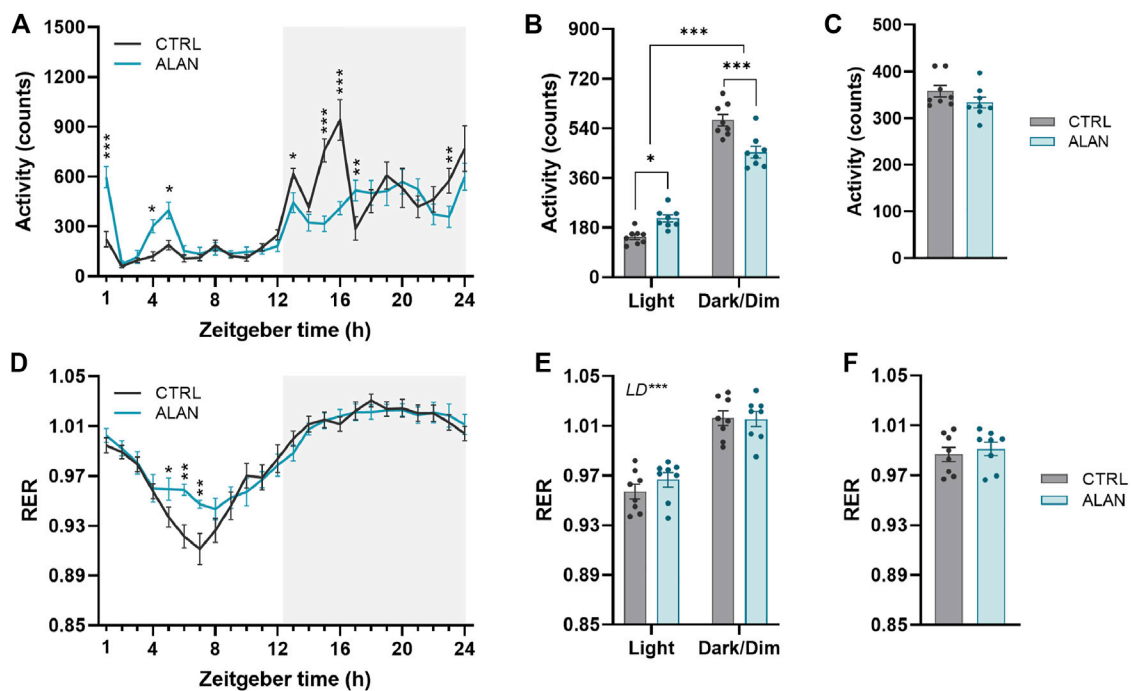 A
Activity (counts)
1500
1200
900
600
300
0
CTRL
ALAN
***
*
*
*
***
***
**
**
1
4
8
12
16
20
24
Zeitgeber time (h)
B
Activity (counts)
900
720
540
360
180
0
***
***
*
Light
Dark/Dim
C
Activity (counts)
500
400
300
200
100
0
CTRL
ALAN
D
RER
1.05
1.01
0.97
0.93
0.89
0.85
CTRL
ALAN
*
**
**
1
4
8
12
16
20
24
Zeitgeber time (h)
E
RER
1.05
1.01
0.97
0.93
0.89
0.85
LD***
Light
Dark/Dim
F
RER
1.05
1.01
0.97
0.93
0.89
0.85
CTRL
ALAN